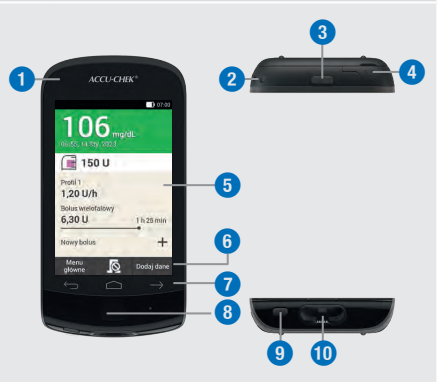 1
ACCU-CHEK®
07:00
106 mg/dL
150 U
Profil 1
1,20 U/h
Bolus wielofalowy
6,30 U 1 h 25 min
Nowy bolus +
Menu główne
Dodaj dane
2
3
4
5
6
7
8
9
10